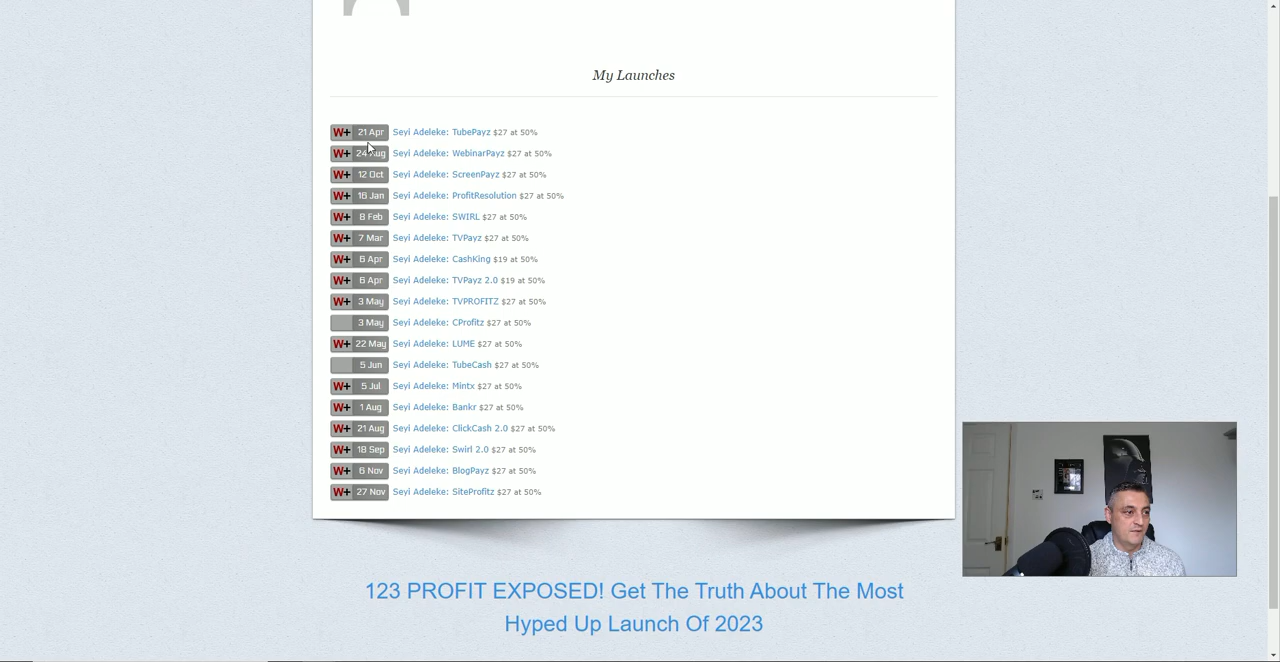 My Launches
W+ 21 Apr Seyi Adeleke: TubePayz $27 at 50%
W+ 24 Aug Seyi Adeleke: WebinarPayz $27 at 50%
W+ 12 Oct Seyi Adeleke: ScreenPayz $27 at 50%
W+ 16 Jan Seyi Adeleke: ProfitResolution $27 at 50%
W+ 8 Feb Seyi Adeleke: SWIRL $27 at 50%
W+ 7 Mar Seyi Adeleke: TVPayz $27 at 50%
W+ 6 Apr Seyi Adeleke: CashKing $19 at 50%
W+ 6 Apr Seyi Adeleke: TVPayz 2.0 $19 at 50%
W+ 3 May Seyi Adeleke: TVPROFITZ $27 at 50%
3 May Seyi Adeleke: CProfitz $27 at 50%
W+ 22 May Seyi Adeleke: LUME $27 at 50%
5 Jun Seyi Adeleke: TubeCash $27 at 50%
W+ 5 Jul Seyi Adeleke: Mintx $27 at 50%
W+ 1 Aug Seyi Adeleke: Bankr $27 at 50%
W+ 21 Aug Seyi Adeleke: ClickCash 2.0 $27 at 50%
W+ 18 Sep Seyi Adeleke: Swirl 2.0 $27 at 50%
W+ 6 Nov Seyi Adeleke: BlogPayz $27 at 50%
W+ 27 Nov Seyi Adeleke: SiteProfitz $27 at 50%
123 PROFIT EXPOSED! Get The Truth About The Most
Hyped Up Launch Of 2023